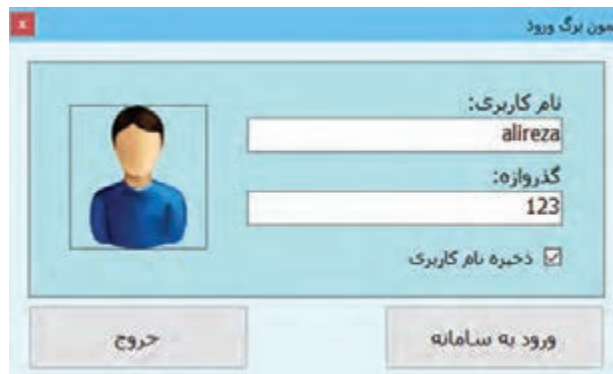 برگ ورود
x
نام کاربری:
alireza
گذرواژه:
123
ذخیره نام کاربری
ورود به سامانه
خروج